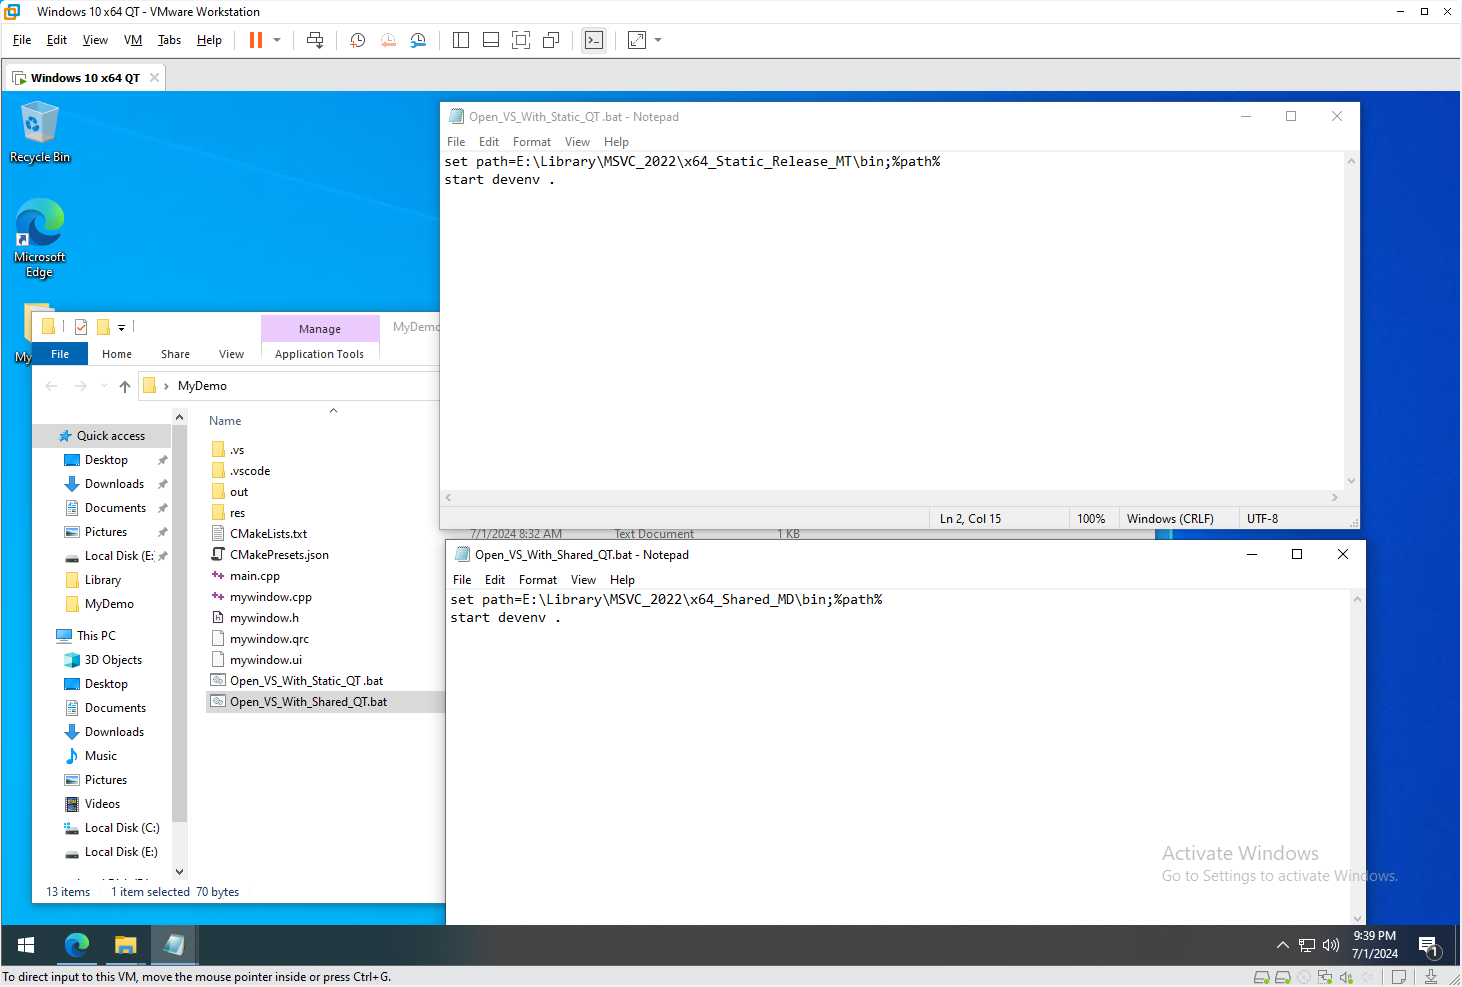 Windows 10 x64 QT - VMware Workstation
File Edit View VM Tabs Help
Windows 10 x64 QT
Recycle Bin
Microsoft
Edge
My
Open_VS_With_Static_QT .bat - Notepad
File Edit Format View Help
set path=E:\Library\MSVC_2022\x64_Static_Release_MT\bin;%path%
start devenv .
Ln 2, Col 15 100% Windows (CRLF) UTF-8
Manage MyDemo
File Home Share View Application Tools
MyDemo
Quick access
Desktop
Downloads
Documents
Pictures
Local Disk (E:
Library
MyDemo
This PC
3D Objects
Desktop
Documents
Downloads
Music
Pictures
Videos
Local Disk (C:)
Local Disk (E:)
Name
.vs
.vscode
out
res
CMakeLists.txt 7/1/2024 8:32 AM Text Document 1 KB
CMakePresets.json
main.cpp
mywindow.cpp
mywindow.h
mywindow.qrc
mywindow.ui
Open_VS_With_Static_QT .bat
Open_VS_With_Shared_QT.bat
13 items 1 item selected 70 bytes
Open_VS_With_Shared_QT.bat - Notepad
File Edit Format View Help
set path=E:\Library\MSVC_2022\x64_Shared_MD\bin;%path%
start devenv .
Activate Windows
Go to Settings to activate Windows.
9:39 PM
7/1/2024
1
To direct input to this VM, move the mouse pointer inside or press Ctrl+G.